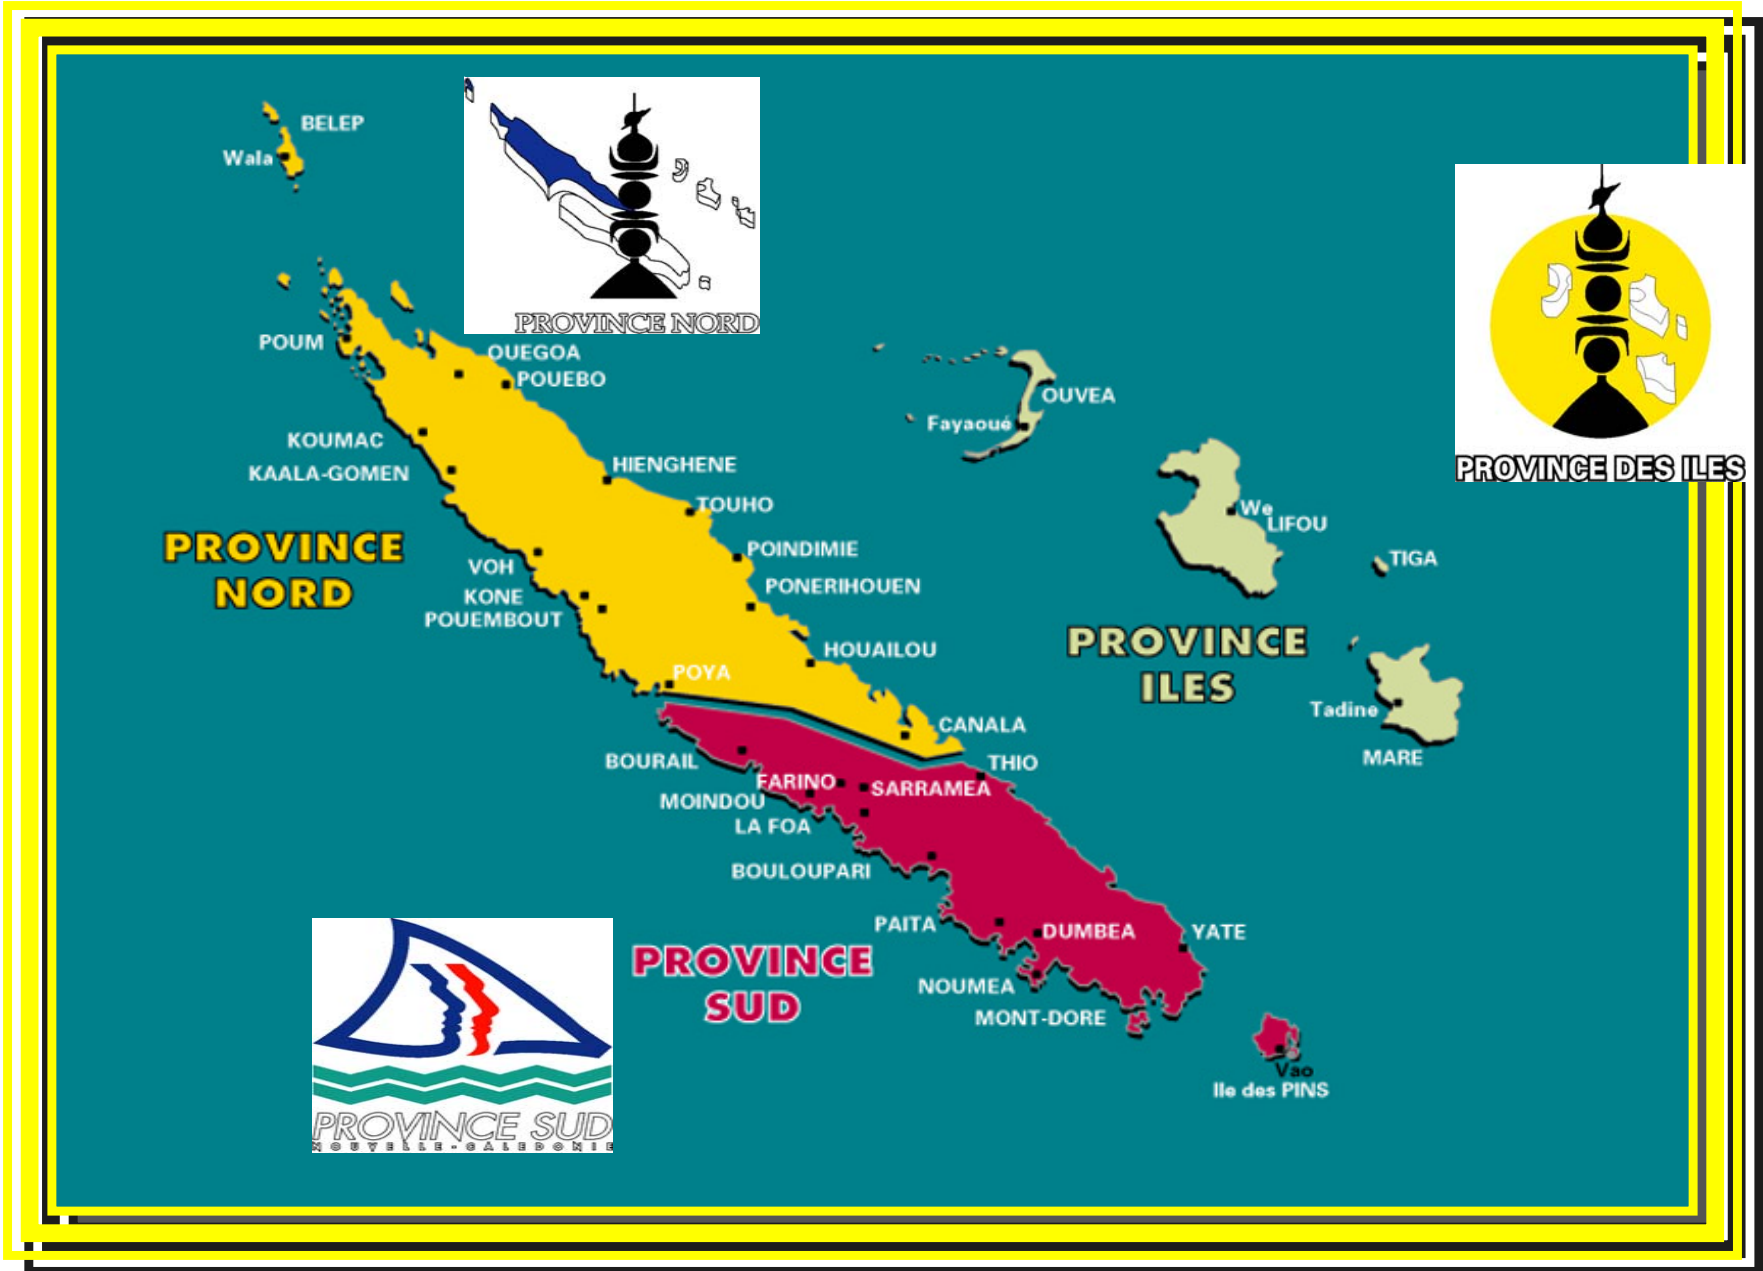 BELEP
Wala
PROVINCE NORD
POUM
OUEGOA
POUEBO
OUVEA
Fayaoué
KOUMAC
KAALA-GOMEN
HIENGHENE
TOUHO
PROVINCE DES ILES
We
LIFOU
PROVINCE
NORD
VOH
KONE
POUEMBOUT
POINDIMIE
PONERIHOUEN
TIGA
HOUAILOU
PROVINCE
ILES
POYA
Tadine
MARE
CANALA
THIO
BOURAIL
FARINO
SARRAMEA
MOINDOU
LA FOA
BOULOUPARI
PAITA
DUMBEA
YATE
PROVINCE
SUD
NOUMEA
MONT-DORE
Vao
Ile des PINS
PROVINCE SUD
NOUVELLE-CALEDONIE